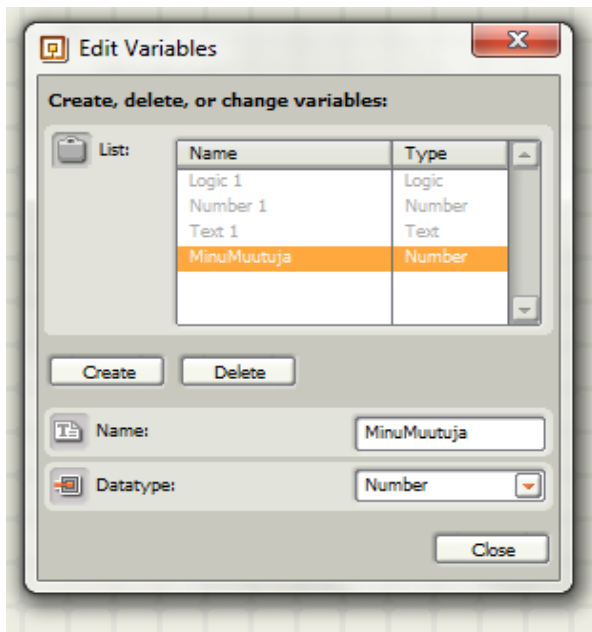 Edit Variables
Create, delete, or change variables:
List:
Name Type
Logic 1 Logic
Number 1 Number
Text 1 Text
MinuMuutuja Number
Create Delete
Name: MinuMuutuja
Datatype: Number
Close